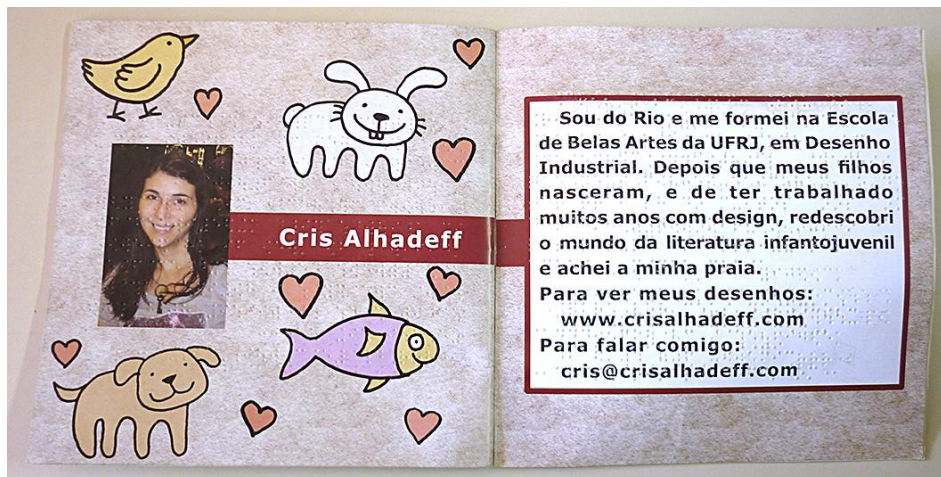 Cris Alhadeff
Sou do Rio e me formei na Escola
de Belas Artes da UFRJ, em Desenho
Industrial. Depois que meus filhos
nasceram, e de ter trabalhado
muitos anos com design, redescobri
o mundo da literatura infantojuvenil
e achei a minha praia.
Para ver meus desenhos:
www.crisalhadeff.com
Para falar comigo:
cris@crisalhadeff.com